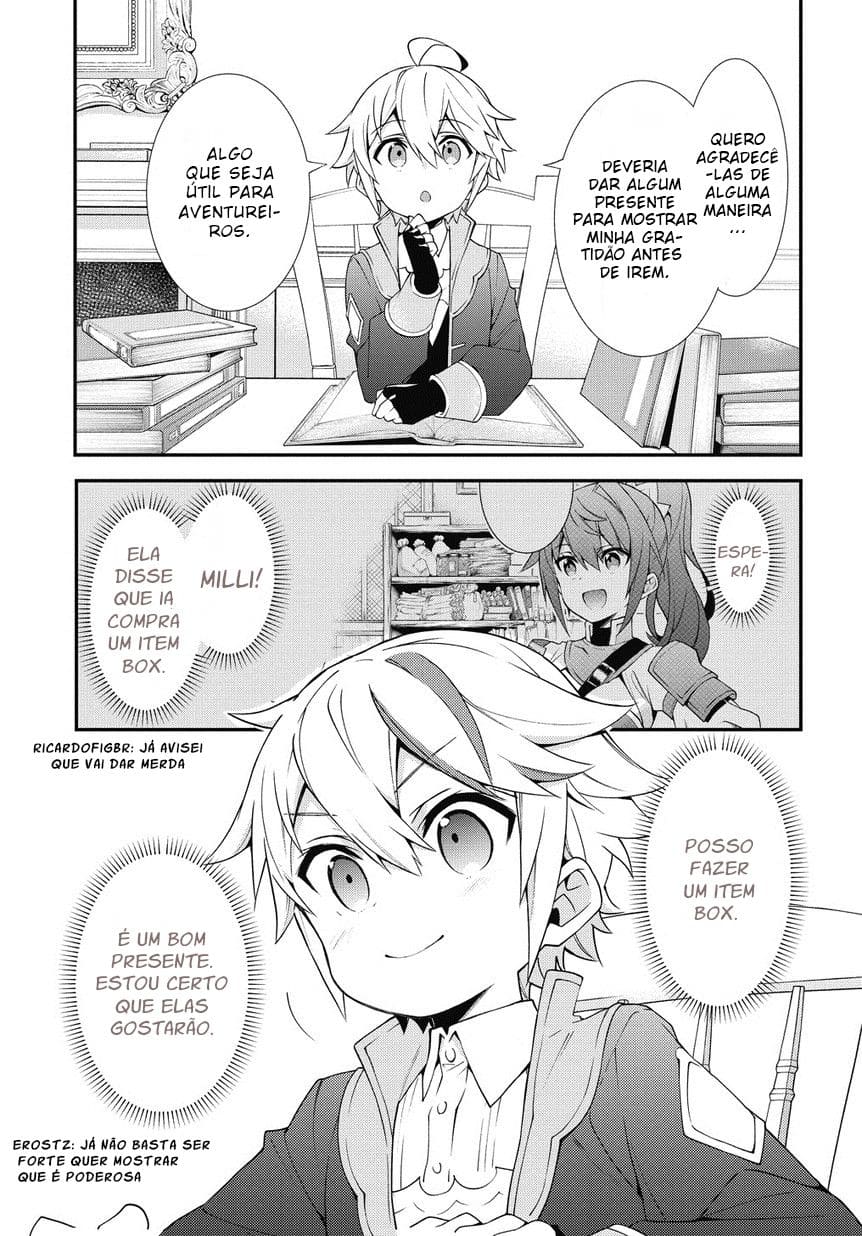 QUERO
AGRADECÊ
-LAS DE
ALGUMA
MANEIRA
...
DEVERIA
DAR ALGUM
PRESENTE
PARA MOSTRAR
MINHA GRA-
TIDÃO ANTES
DE IREM.
ALGO
QUE SEJA
ÚTIL PARA
AVENTUREI-
ROS.
ESPE-
RA!
MILLI!
ELA
DISSE
QUE IA
COMPRA
UM ITEM
BOX.
RICARDOFIGBR: JÁ AVISEI
QUE VAI DAR MERDA
POSSO
FAZER
UM ITEM
BOX.
É UM BOM
PRESENTE.
ESTOU CERTO
QUE ELAS
GOSTARÃO.
EROSTZ: JÁ NÃO BASTA SER
FORTE QUER MOSTRAR
QUE É PODEROSA